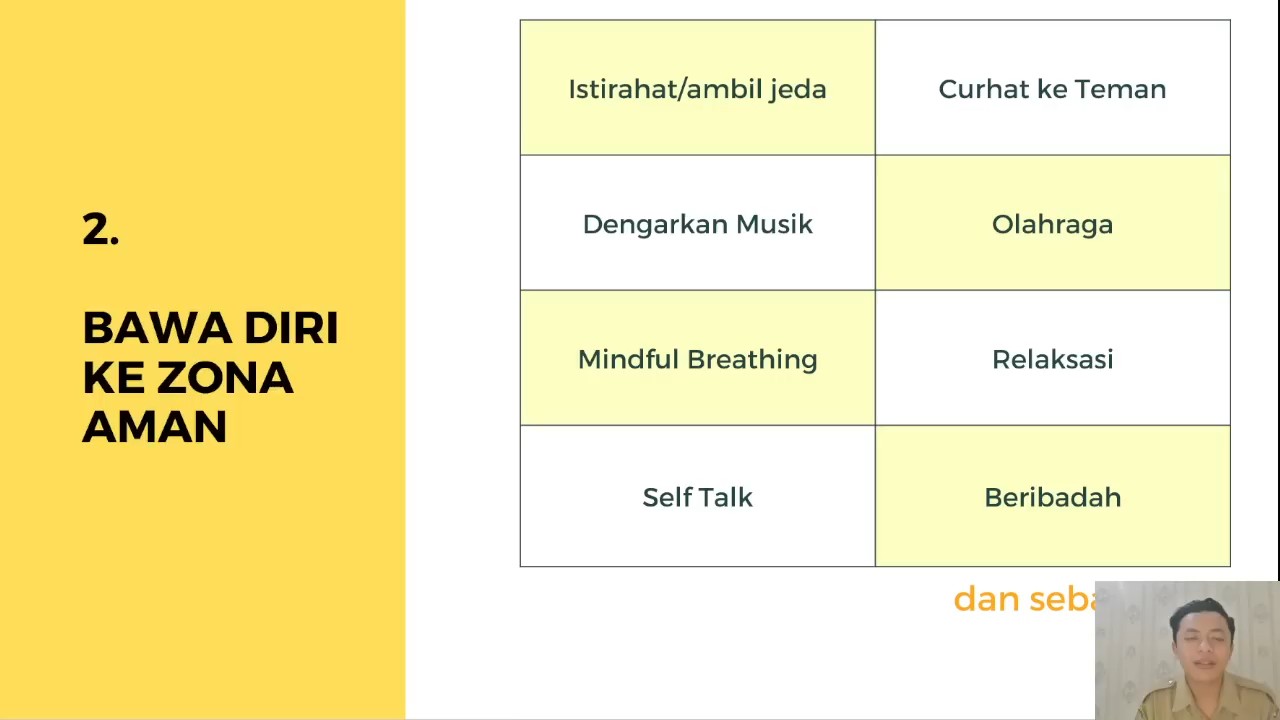 2.
BAWA DIRI
KE ZONA
AMAN
Istirahat/ambil jeda
Curhat ke Teman
Dengarkan Musik
Olahraga
Mindful Breathing
Relaksasi
Self Talk
Beribadah
dan